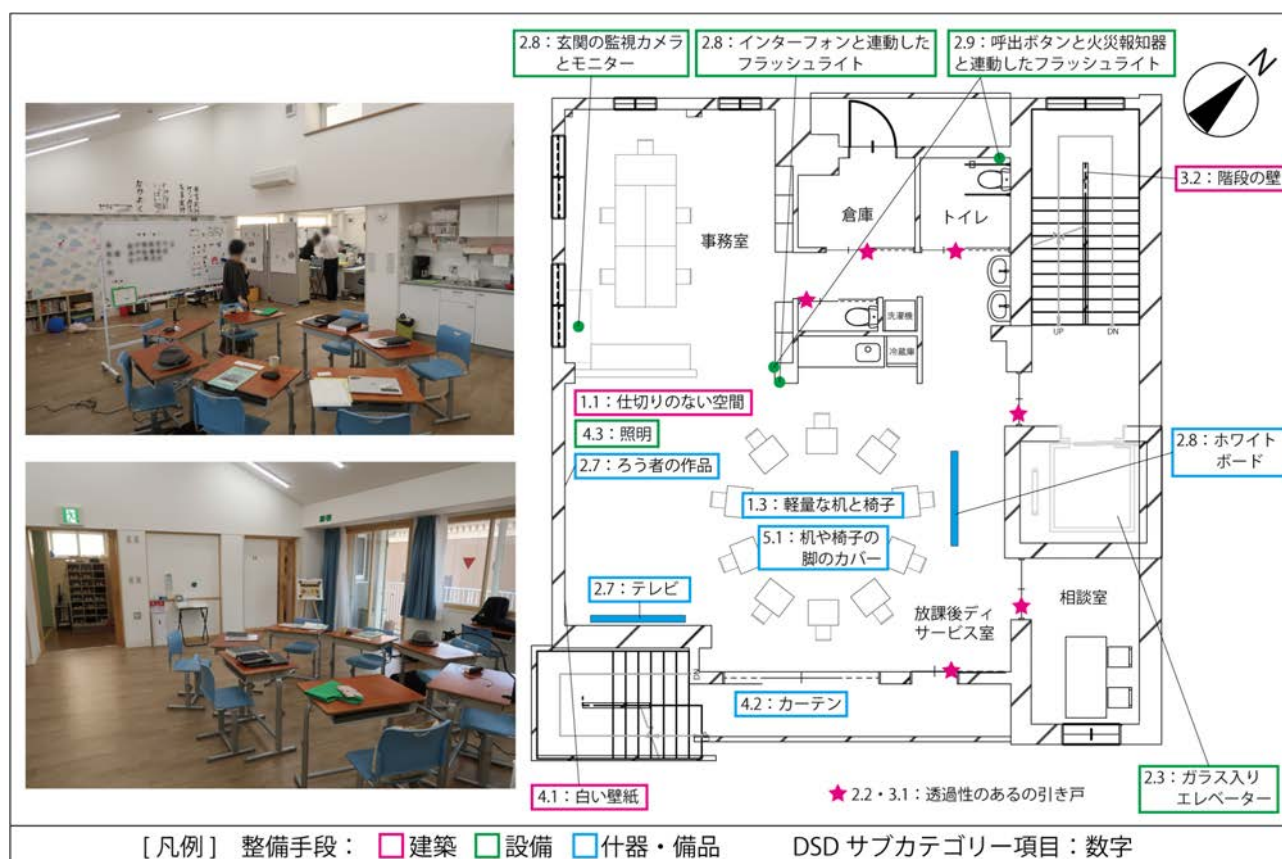 2.8：玄関の監視カメラ
とモニター
2.8：インターフォンと連動した
フラッシュライト
2.9：呼出ボタンと火災報知器
と連動したフラッシュライト
N
3.2：階段の壁
倉庫
トイレ
事務室
洗濯機
冷蔵庫
UP
DN
1.1：仕切りのない空間
4.3：照明
2.7：ろう者の作品
2.8：ホワイト
ボード
1.3：軽量な机と椅子
5.1：机や椅子の
脚のカバー
2.7：テレビ
放課後ディ
サービス室
相談室
DN
4.2：カーテン
4.1：白い壁紙
★ 2.2・3.1：透過性のあるの引き戸
2.3：ガラス入り
エレベーター
[ 凡例 ] 整備手段： 建築 設備 什器・備品 DSD サブカテゴリー項目：数字